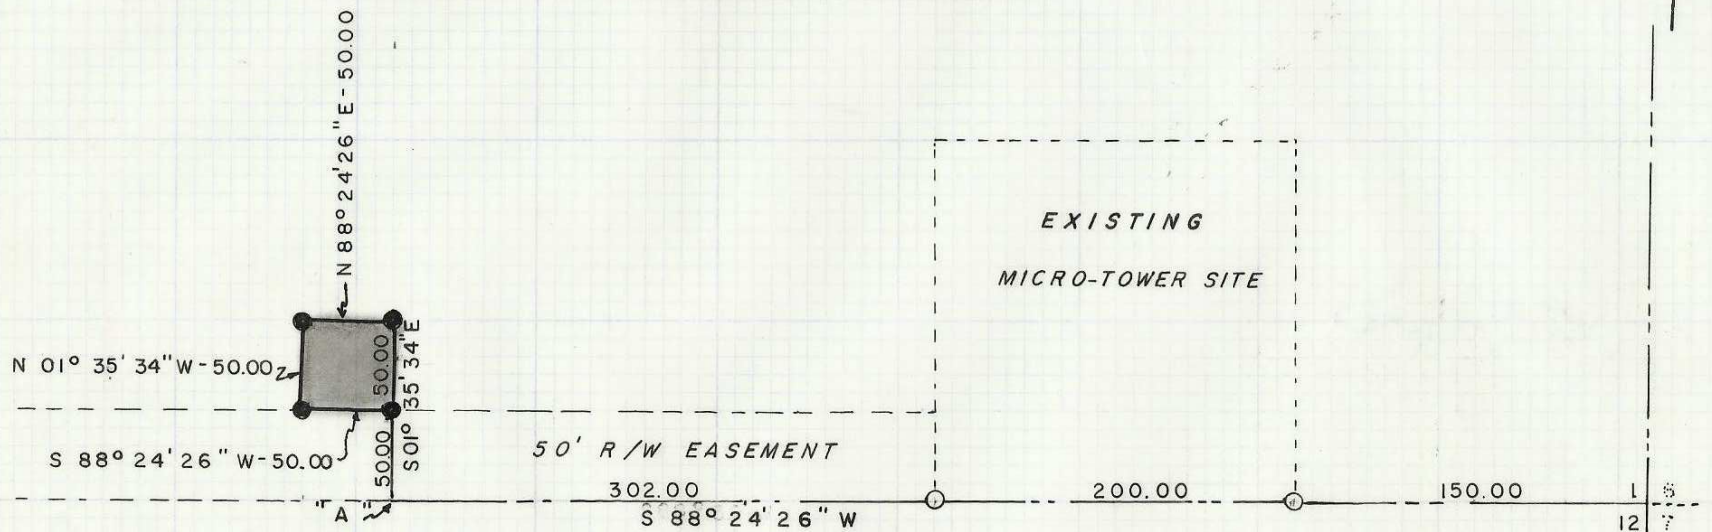 N 88° 24' 26" E - 50.00
EXISTING
MICRO-TOWER SITE
N 01° 35' 34" W - 50.00
50.00
S 01° 35' 34" E
50' R/W EASEMENT
S 88° 24' 26" W - 50.00
50.00
302.00
200.00
150.00
1
"A"
S 88° 24' 26" W
12
7